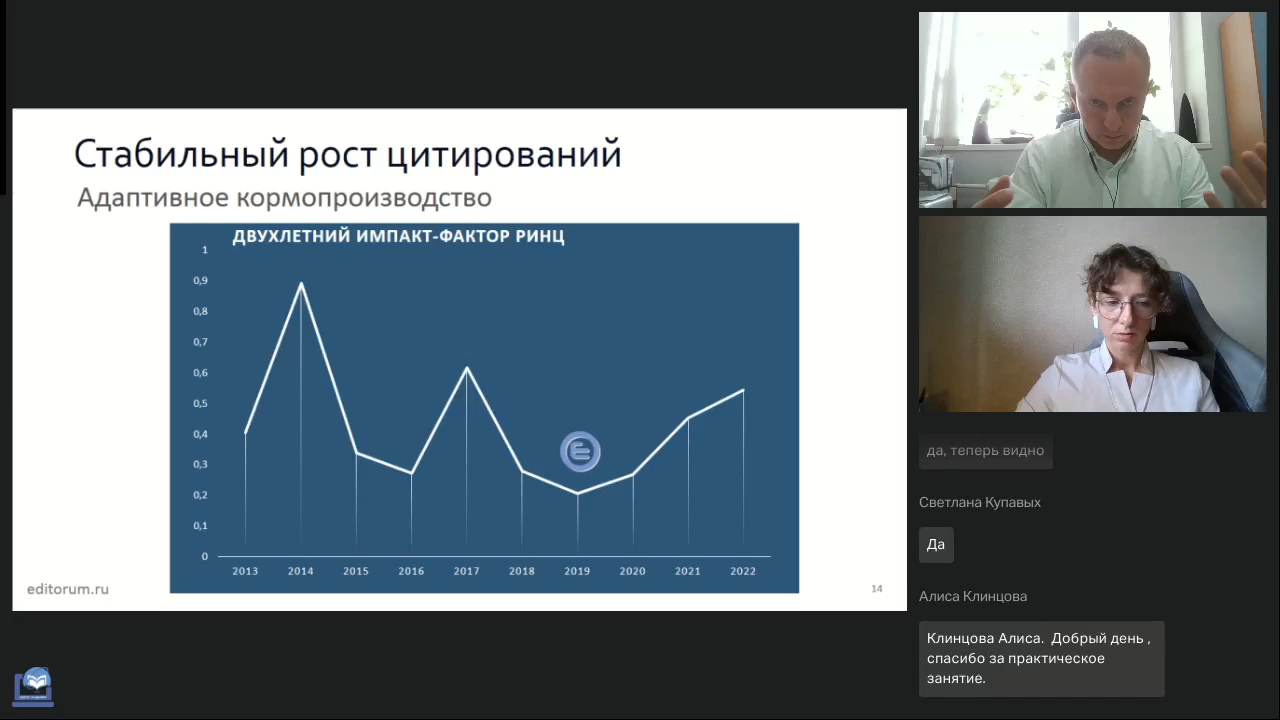 Стабильный рост цитирований
Адаптивное кормопроизводство
ДВУХЛЕТНИЙ ИМПАКТ-ФАКТОР РИНЦ
1
0,9
0,8
0,7
0,6
0,5
0,4
0,3
0,2
0,1
0
2013 2014 2015 2016 2017 2018 2019 2020 2021 2022
editorum.ru
14
да, теперь видно
Светлана Купавых
Да
Алиса Клинцова
Клинцова Алиса. Добрый день ,
спасибо за практическое
занятие.